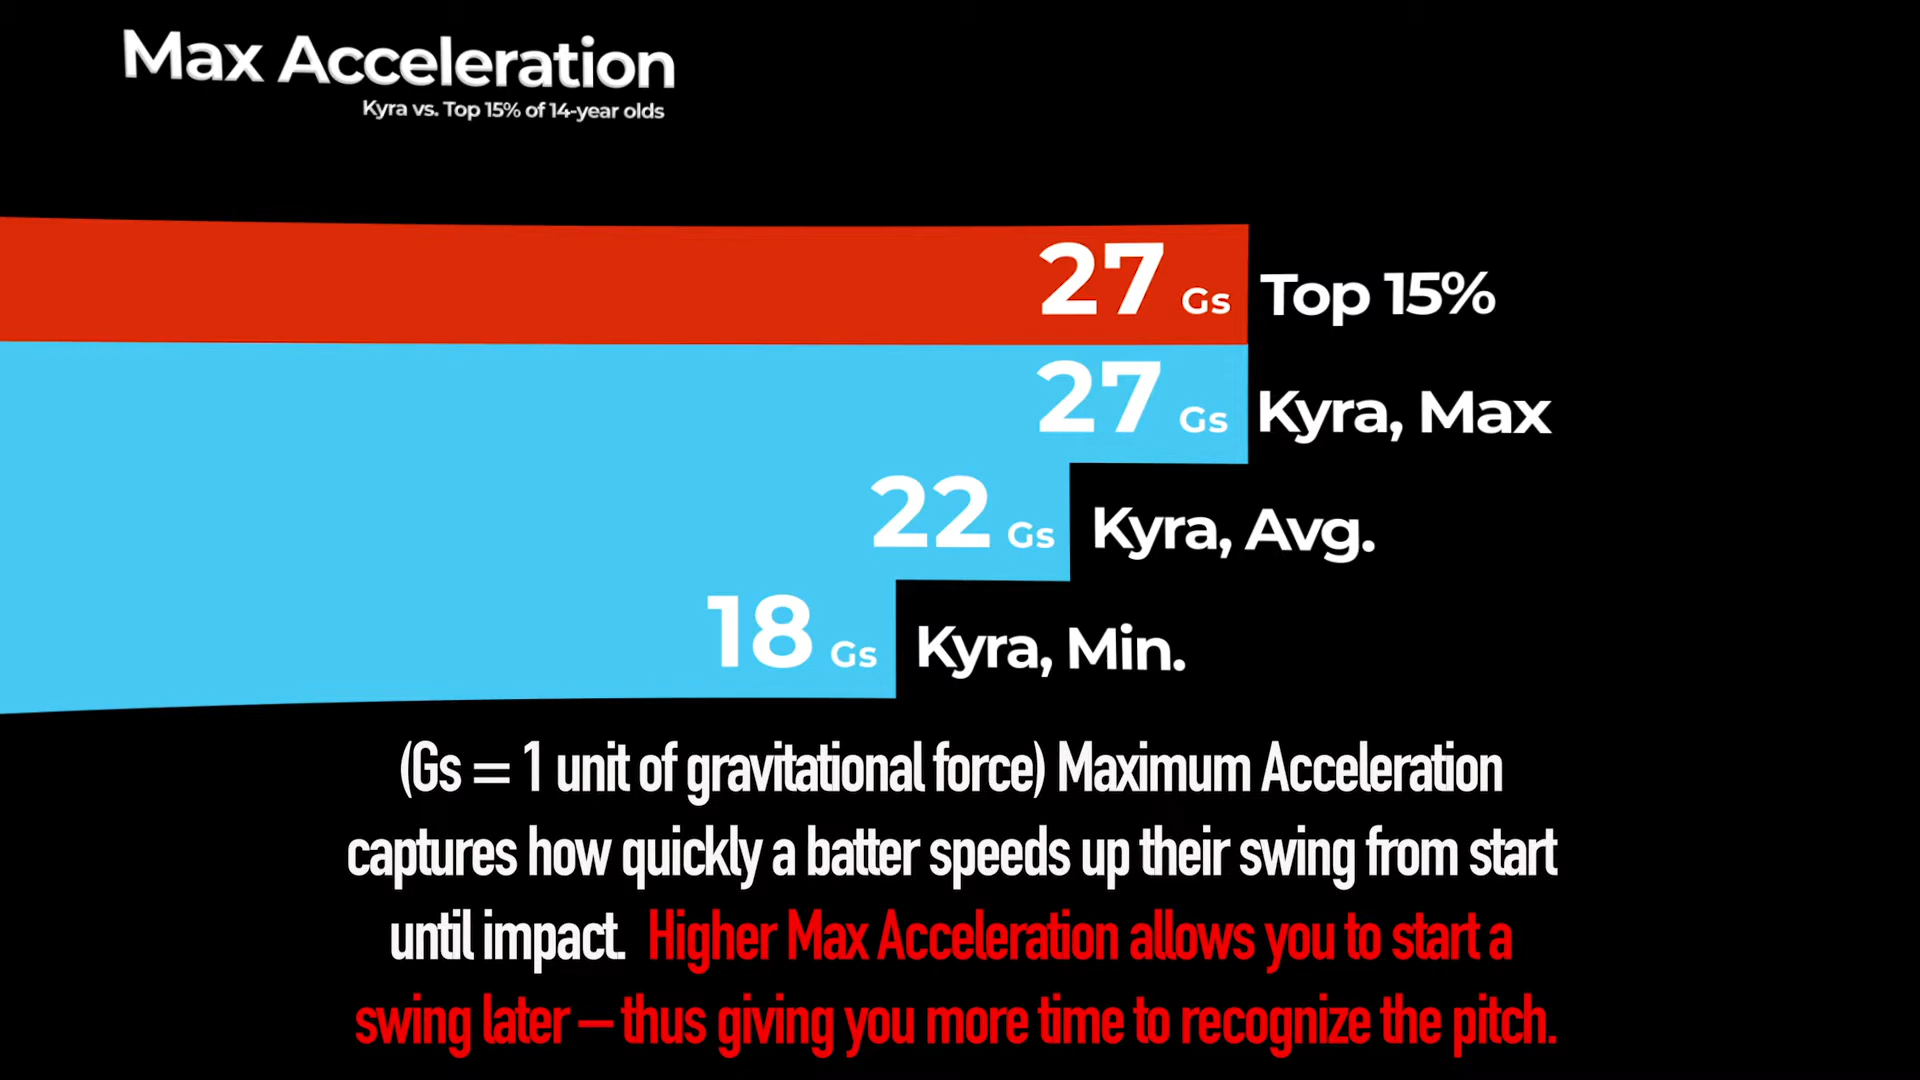 Max Acceleration
Kyra vs. Top 15% of 14-year olds
27 Gs Top 15%
27 Gs Kyra, Max
22 Gs Kyra, Avg.
18 Gs Kyra, Min.
(Gs = 1 unit of gravitational force) Maximum Acceleration
captures how quickly a batter speeds up their swing from start
until impact. Higher Max Acceleration allows you to start a
swing later – thus giving you more time to recognize the pitch.